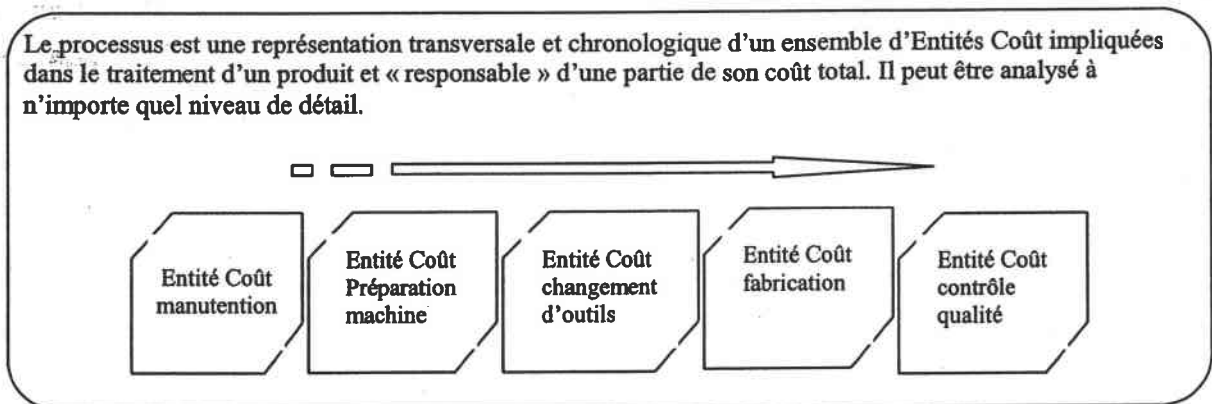 Le processus est une représentation transversale et chronologique d'un ensemble d'Entités Coût impliquées
dans le traitement d'un produit et « responsable » d'une partie de son coût total. Il peut être analysé à
n'importe quel niveau de détail.
Entité Coût
manutention
Entité Coût
Préparation
machine
Entité Coût
changement
d'outils
Entité Coût
fabrication
Entité Coût
contrôle
qualité